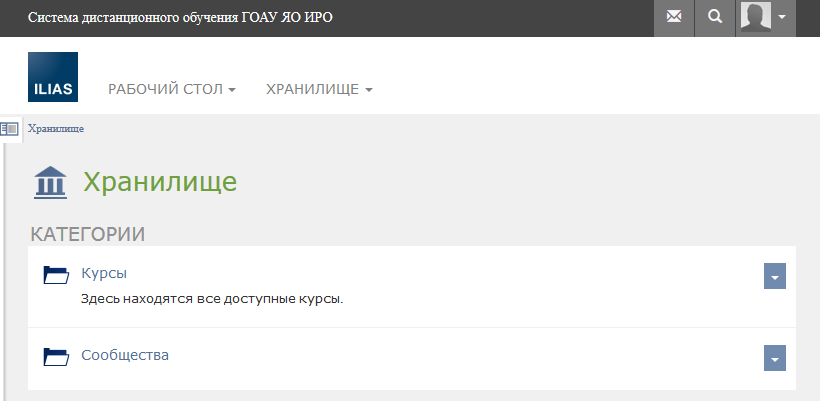 Система дистанционного обучения ГОАУ ЯО ИРО
ILIAS
РАБОЧИЙ СТОЛ
ХРАНИЛИЩЕ
Хранилище
Хранилище
КАТЕГОРИИ
Курсы
Здесь находятся все доступные курсы.
Сообщества